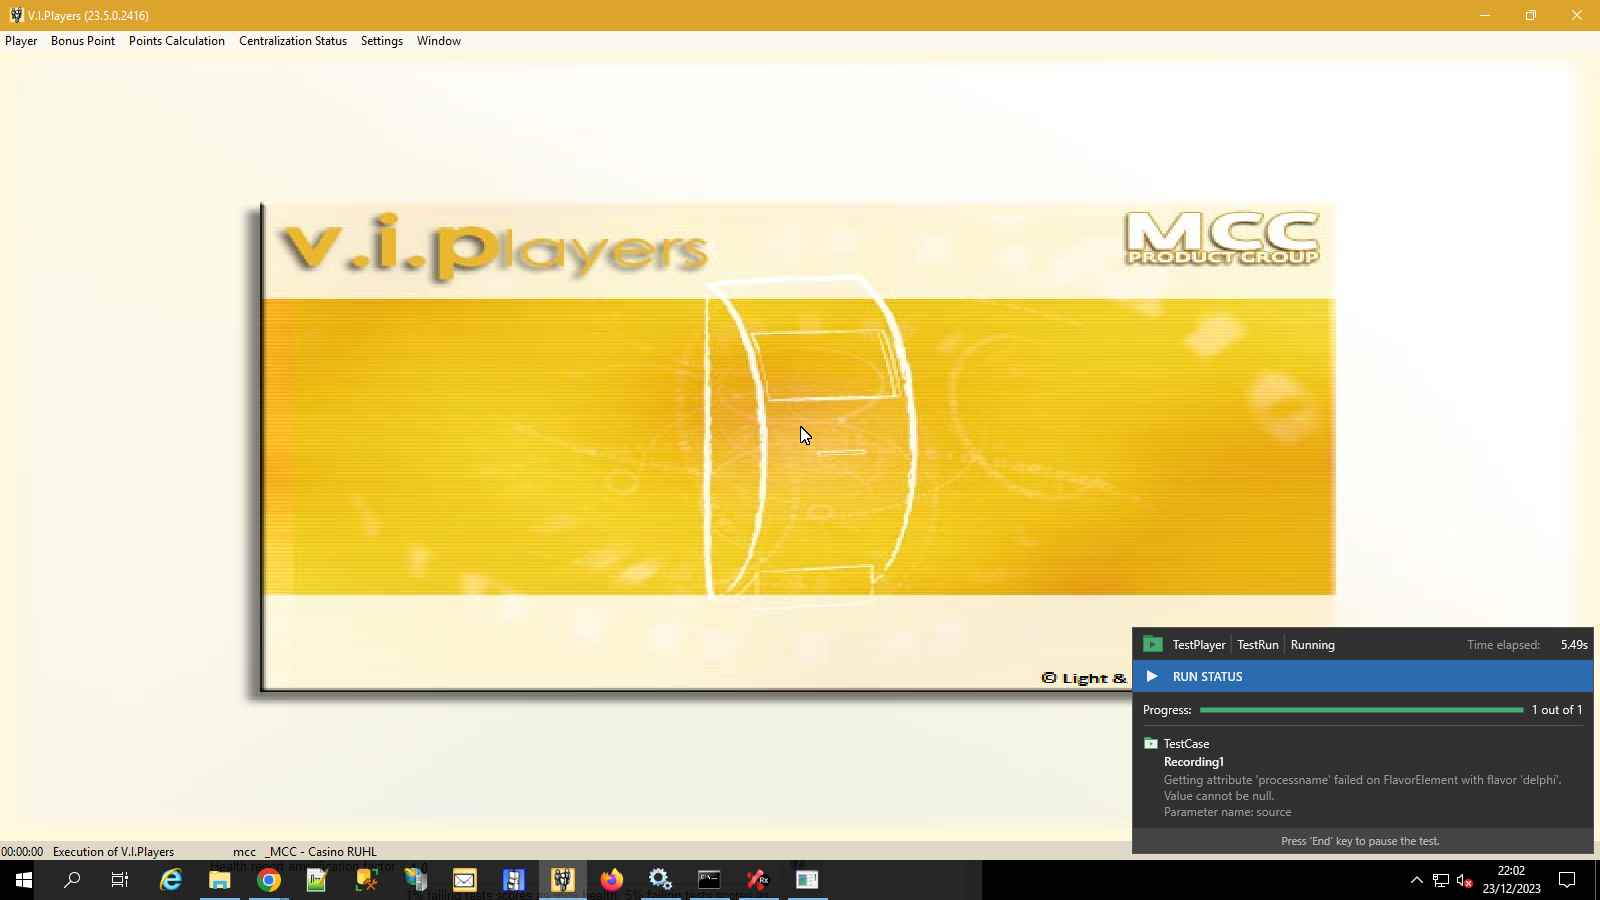 V.I.Players (23.5.0.2416)
Player Bonus Point Points Calculation Centralization Status Settings Window
v.i.players
MCC
PRODUCT GROUP
© Light &
TestPlayer TestRun Running Time elapsed: 5.49s
RUN STATUS
Progress: 1 out of 1
TestCase
Recording1
Getting attribute 'processname' failed on FlavorElement with flavor 'delphi'.
Value cannot be null.
Parameter name: source
Press 'End' key to pause the test.
00:00:00 Execution of V.I.Players mcc _MCC - Casino RUHL
22:02
23/12/2023